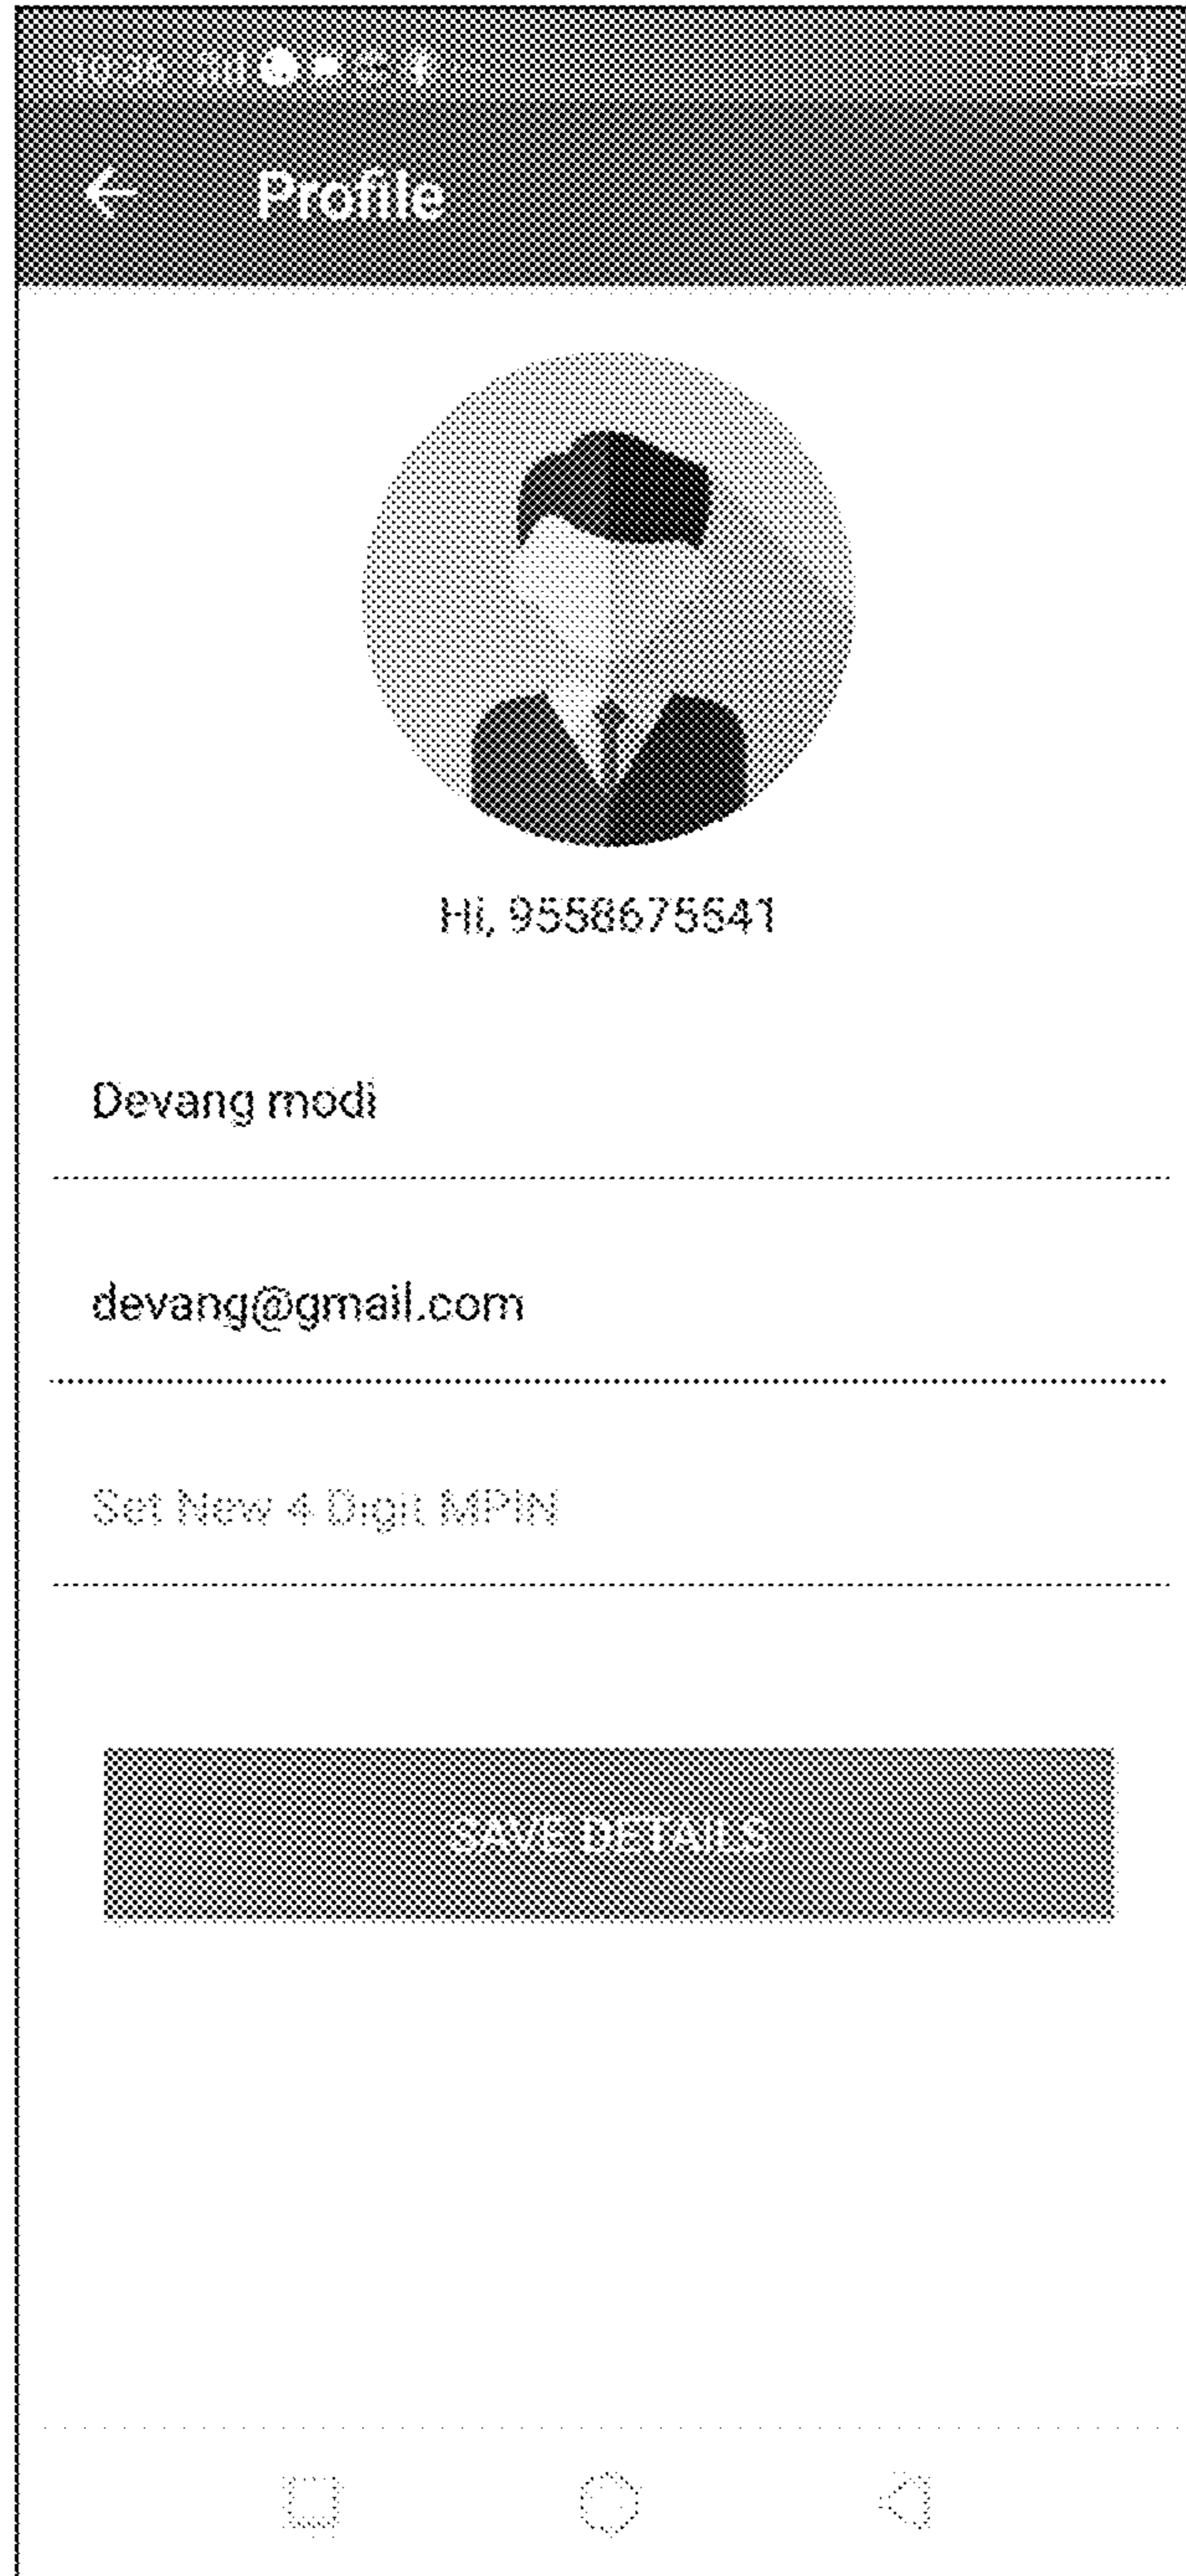 Profile
Hi, 9558675541
Devang modi
devang@gmail.com
Set New 4 Digit MPIN
SAVE DETAILS